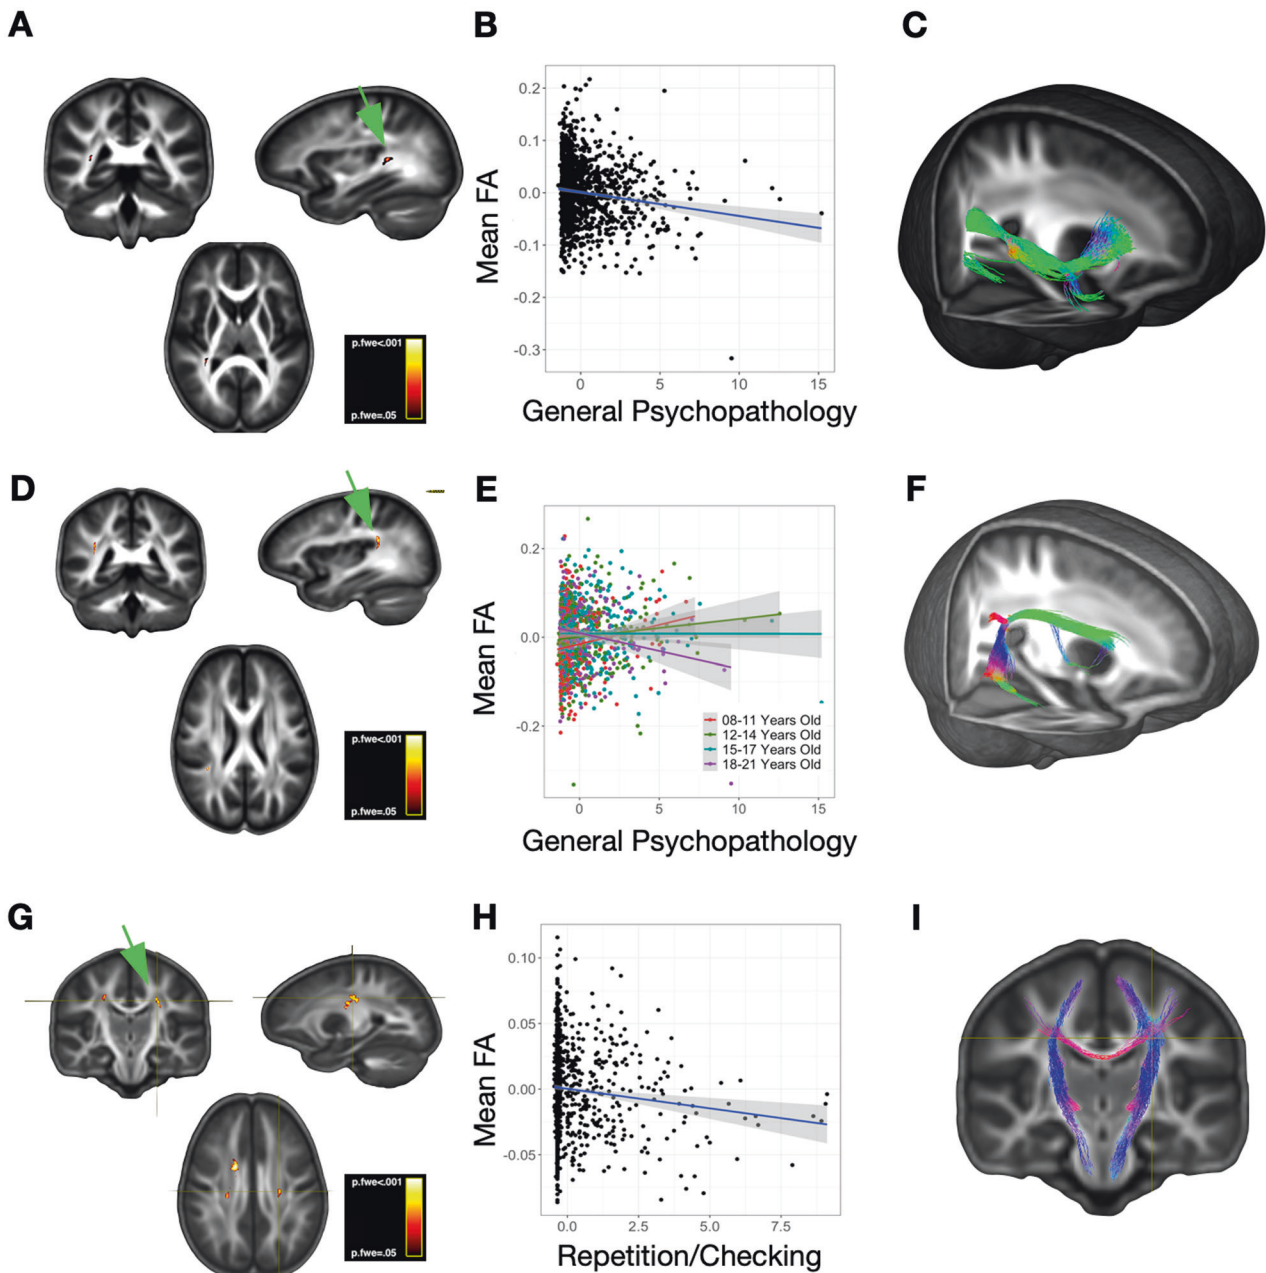 A
B
C
Mean FA
0.2
0.1
0.0
-0.1
-0.2
-0.3
0
5
10
15
General Psychopathology
p.fwe<.001
p.fwe=.05
D
E
F
Mean FA
0.2
0.0
-0.2
08-11 Years Old
12-14 Years Old
15-17 Years Old
18-21 Years Old
0
5
10
15
General Psychopathology
p.fwe<.001
p.fwe=.05
G
H
I
Mean FA
0.10
0.05
0.00
-0.05
0.0
2.5
5.0
7.5
Repetition/Checking
p.fwe<.001
p.fwe=.05